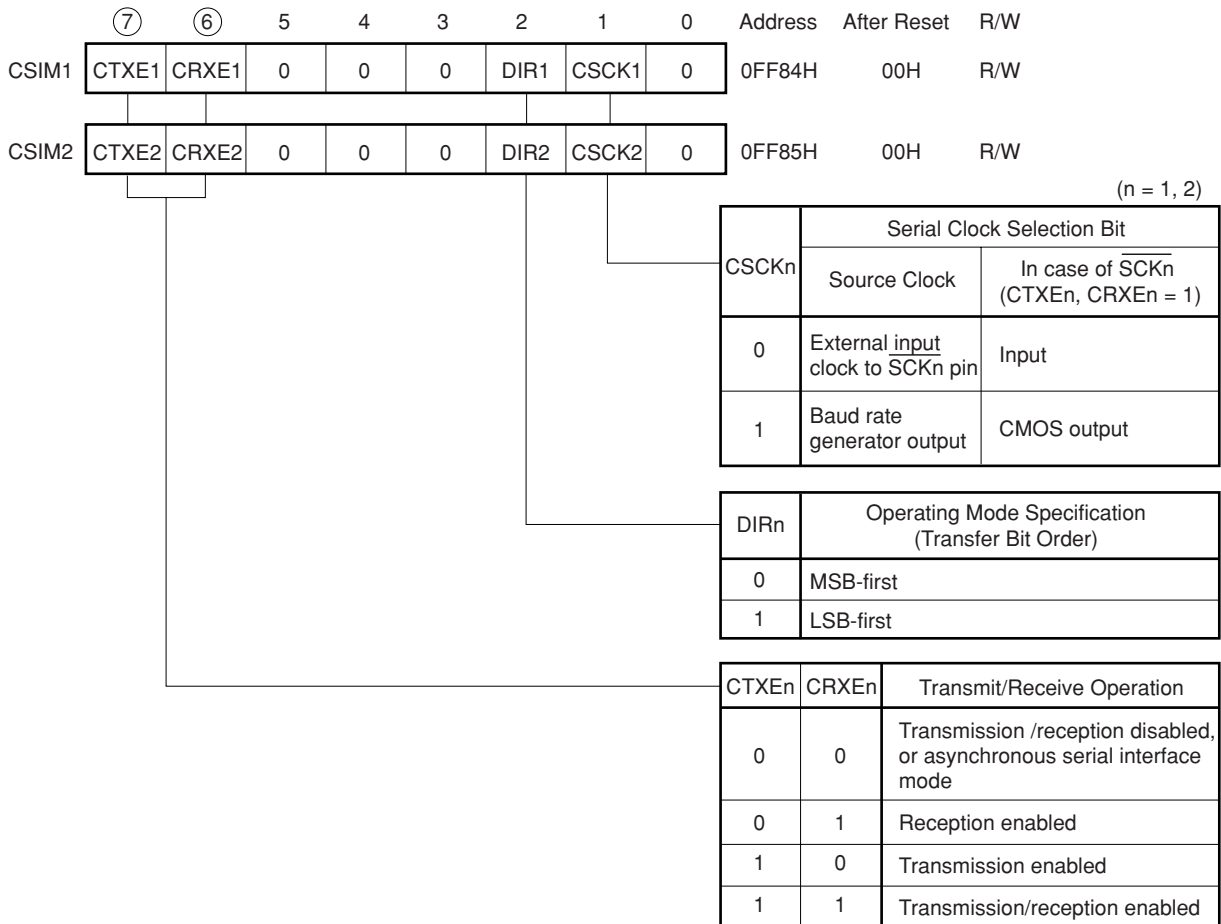 7 6 5 4 3 2 1 0 Address After Reset R/W
CSIM1 CTXE1 CRXE1 0 0 0 DIR1 CSCK1 0 0FF84H 00H R/W
CSIM2 CTXE2 CRXE2 0 0 0 DIR2 CSCK2 0 0FF85H 00H R/W
(n = 1, 2)
CSCKn Serial Clock Selection Bit
Source Clock In case of SCKn
(CTXEn, CRXEn = 1)
0 External input
clock to SCKn pin Input
1 Baud rate
generator output CMOS output
DIRn Operating Mode Specification
(Transfer Bit Order)
0 MSB-first
1 LSB-first
CTXEn CRXEn Transmit/Receive Operation
0 0 Transmission /reception disabled,
or asynchronous serial interface
mode
0 1 Reception enabled
1 0 Transmission enabled
1 1 Transmission/reception enabled